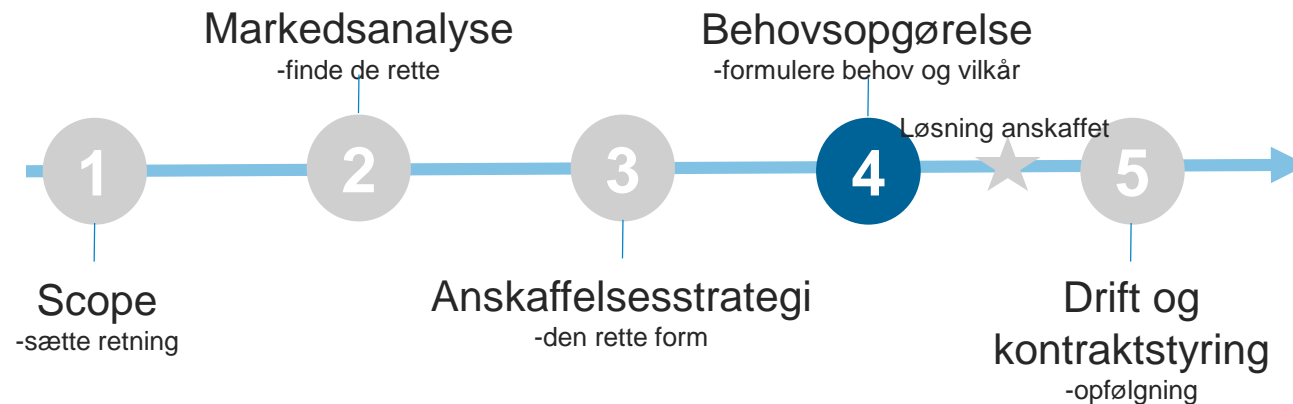 Markedsanalyse
-finde de rette
Behovsopgørelse
-formulere behov og vilkår
Løsning anskaffet
1
2
3
4
5
Scope
-sætte retning
Anskaffelsesstrategi
-den rette form
Drift og
kontraktstyring
-opfølgning